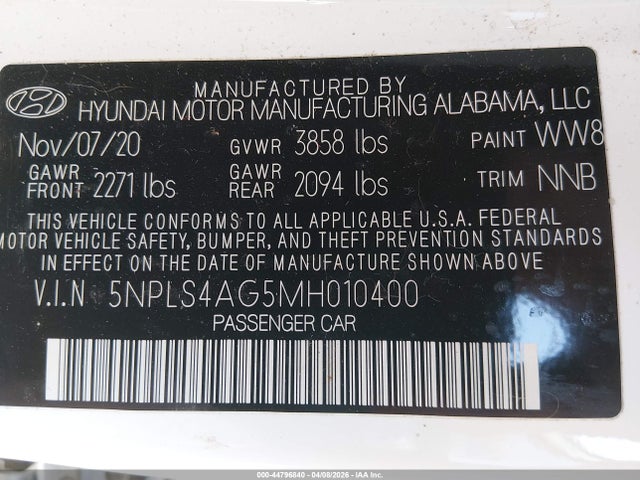 MANUFACTURED BY
HYUNDAI MOTOR MANUFACTURING ALABAMA, LLC
Nov/07/20 GVWR 3858 lbs PAINT WW8
GAWR FRONT 2271 lbs GAWR REAR 2094 lbs TRIM NNB
THIS VEHICLE CONFORMS TO ALL APPLICABLE U.S.A. FEDERAL
MOTOR VEHICLE SAFETY, BUMPER, AND THEFT PREVENTION STANDARDS
IN EFFECT ON THE DATE OF MANUFACTURE SHOWN ABOVE.
V.I.N 5NPLS4AG5MH010400
PASSENGER CAR
000-44796840 - 04/08/2026 - IAA Inc.